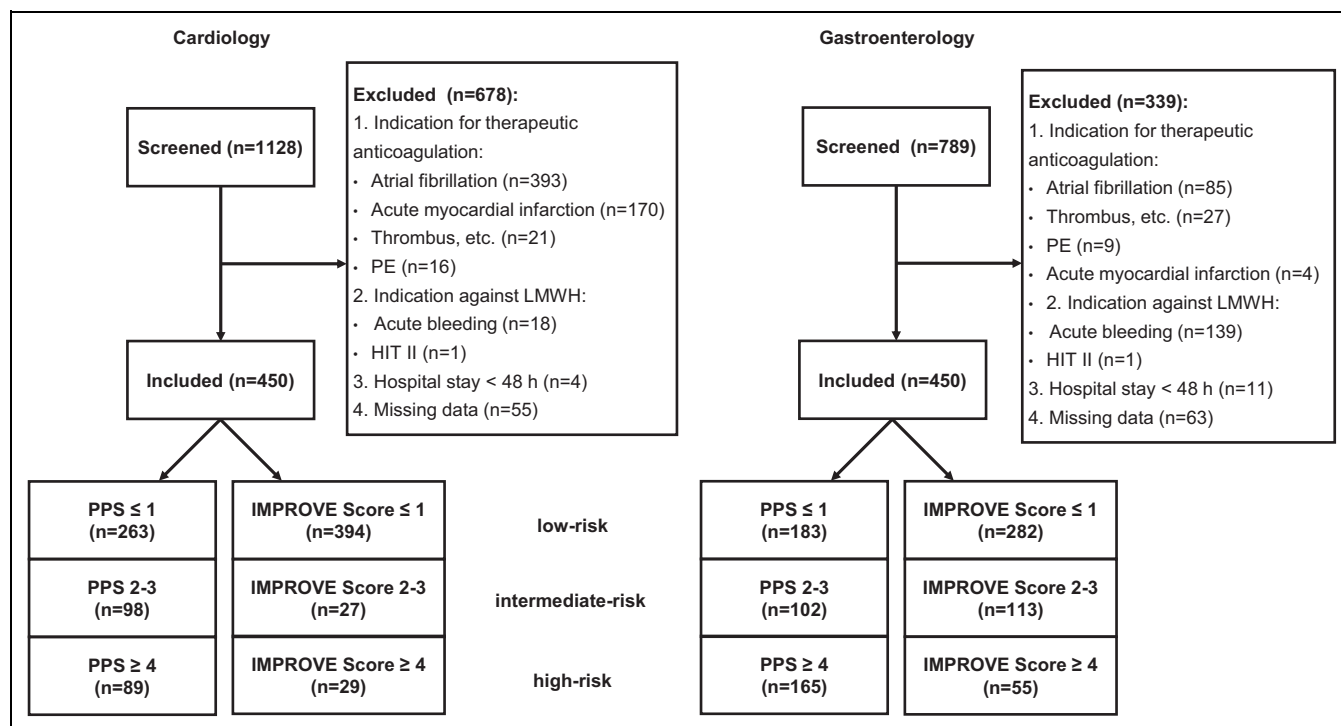 Cardiology
Screened (n=1128)
Excluded (n=678):
1. Indication for therapeutic
anticoagulation:
· Atrial fibrillation (n=393)
· Acute myocardial infarction (n=170)
· Thrombus, etc. (n=21)
· PE (n=16)
2. Indication against LMWH:
· Acute bleeding (n=18)
· HIT II (n=1)
3. Hospital stay < 48 h (n=4)
4. Missing data (n=55)
Included (n=450)
PPS ≤ 1
(n=263)
IMPROVE Score ≤ 1
(n=394)
PPS 2-3
(n=98)
IMPROVE Score 2-3
(n=27)
PPS ≥ 4
(n=89)
IMPROVE Score ≥ 4
(n=29)
low-risk
intermediate-risk
high-risk
Gastroenterology
Screened (n=789)
Excluded (n=339):
1. Indication for therapeutic
anticoagulation:
· Atrial fibrillation (n=85)
· Thrombus, etc. (n=27)
· PE (n=9)
· Acute myocardial infarction (n=4)
· 2. Indication against LMWH:
· Acute bleeding (n=139)
· HIT II (n=1)
3. Hospital stay < 48 h (n=11)
4. Missing data (n=63)
Included (n=450)
PPS ≤ 1
(n=183)
IMPROVE Score ≤ 1
(n=282)
PPS 2-3
(n=102)
IMPROVE Score 2-3
(n=113)
PPS ≥ 4
(n=165)
IMPROVE Score ≥ 4
(n=55)